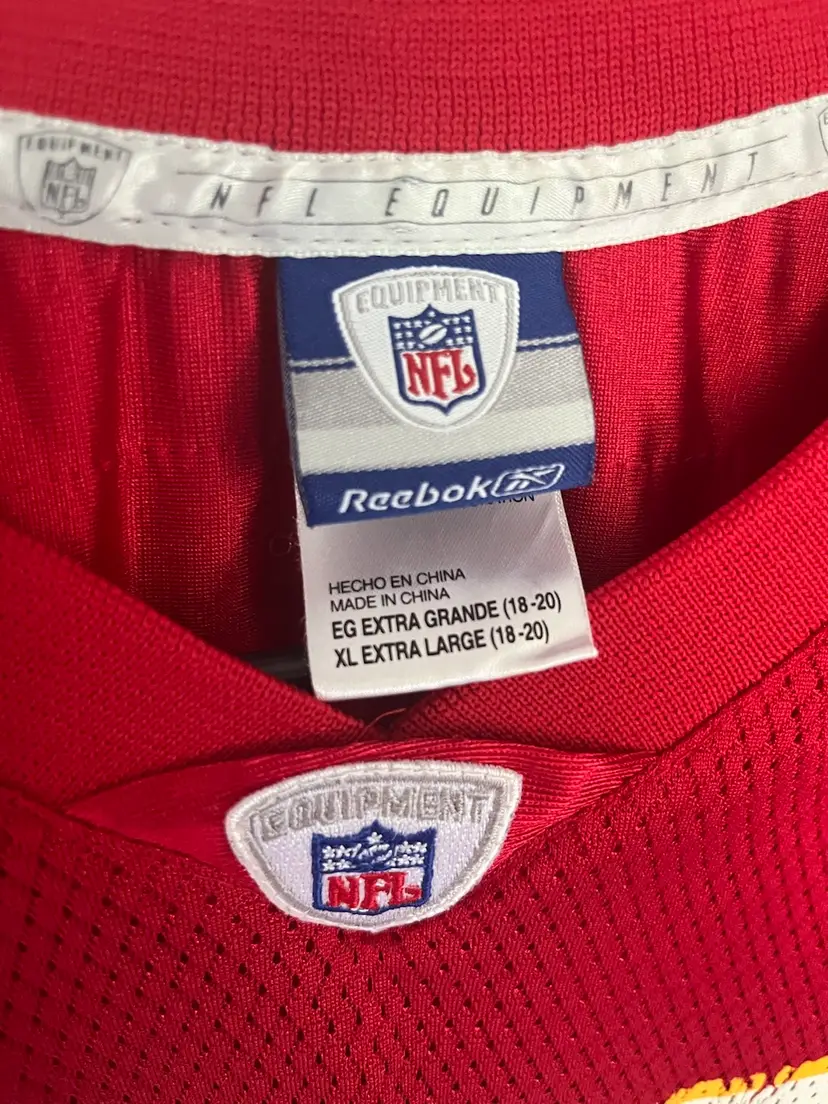 EQUIPMENT
NFL
NFL EQUIPMENT
EQUIPMENT
NFL
Reebok
HECHO EN CHINA
MADE IN CHINA
EG EXTRA GRANDE (18-20)
XL EXTRA LARGE (18-20)
EQUIPMENT
NFL